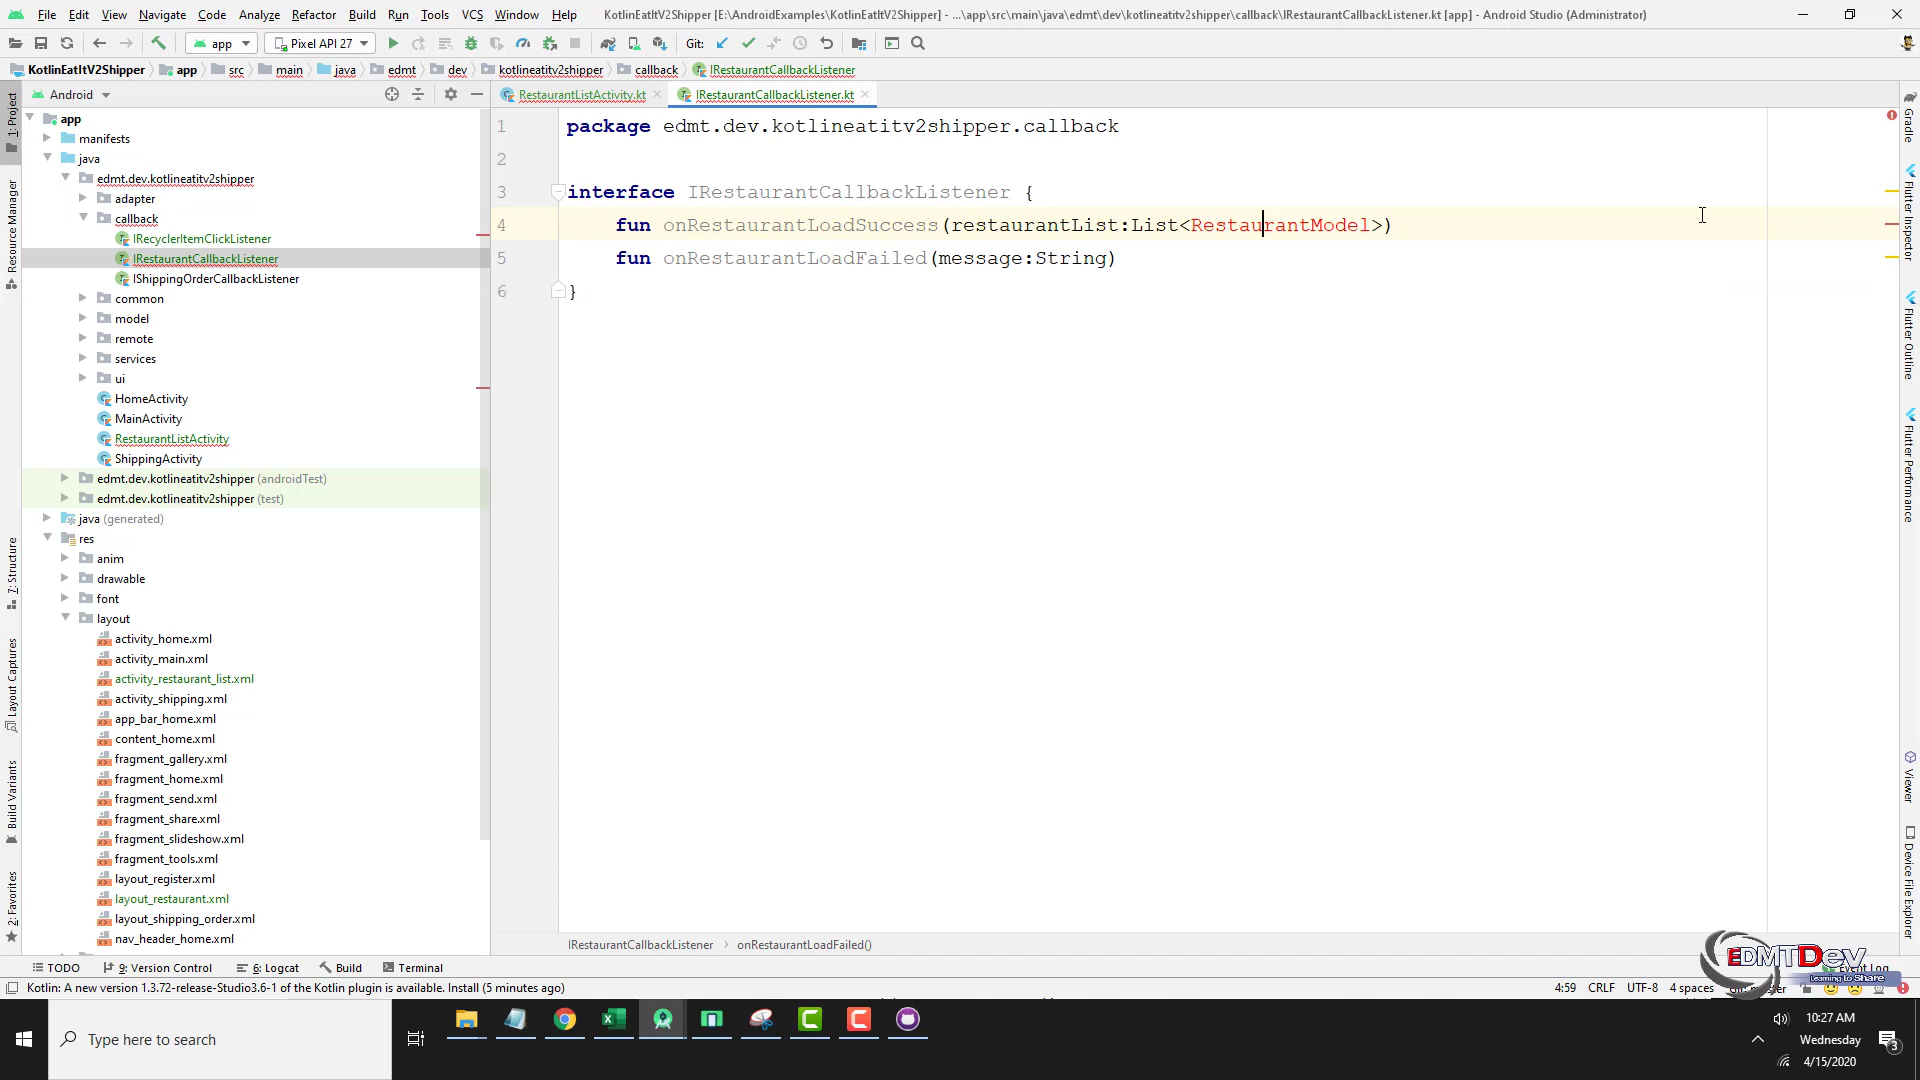 File Edit View Navigate Code Analyze Refactor Build Run Tools VCS Window Help KotlinEatItV2Shipper [E:\AndroidExamples\KotlinEatItV2Shipper] - ...\app\src\main\java\edmt\dev\kotlineatitv2shipper\callback\IRestaurantCallbackListener.kt [app] - Android Studio (Administrator)
app Pixel API 27 Git:
KotlinEatItV2Shipper app src main java edmt dev kotlineatitv2shipper callback IRestaurantCallbackListener
Android
RestaurantListActivity.kt IRestaurantCallbackListener.kt
app
manifests
java
edmt.dev.kotlineatitv2shipper
adapter
callback
IRecyclerItemClickListener
IRestaurantCallbackListener
IShippingOrderCallbackListener
common
model
remote
services
ui
HomeActivity
MainActivity
RestaurantListActivity
ShippingActivity
edmt.dev.kotlineatitv2shipper (androidTest)
edmt.dev.kotlineatitv2shipper (test)
java (generated)
res
anim
drawable
font
layout
activity_home.xml
activity_main.xml
activity_restaurant_list.xml
activity_shipping.xml
app_bar_home.xml
content_home.xml
fragment_gallery.xml
fragment_home.xml
fragment_send.xml
fragment_share.xml
fragment_slideshow.xml
fragment_tools.xml
layout_register.xml
layout_restaurant.xml
layout_shipping_order.xml
nav_header_home.xml
1 package edmt.dev.kotlineatitv2shipper.callback
2
3 interface IRestaurantCallbackListener {
4 fun onRestaurantLoadSuccess(restaurantList:List<RestaurantModel>)
5 fun onRestaurantLoadFailed(message:String)
6 }
IRestaurantCallbackListener › onRestaurantLoadFailed()
1: Project
Resource Manager
7: Structure
Layout Captures
Build Variants
2: Favorites
Gradle
Flutter Inspector
Flutter Outline
Flutter Performance
Viewer
Device File Explorer
TODO 9: Version Control 6: Logcat Build Terminal Event Log
EDMTDev
Learning to Share
Kotlin: A new version 1.3.72-release-Studio3.6-1 of the Kotlin plugin is available. Install (5 minutes ago) 4:59 CRLF UTF-8 4 spaces
Type here to search
10:27 AM
Wednesday
4/15/2020
3